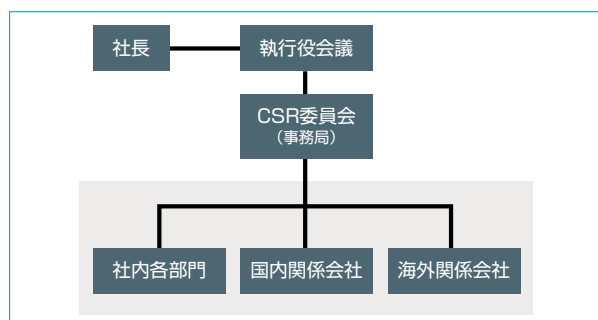 社長
執行役会議
CSR委員会
（事務局）
社内各部門
国内関係会社
海外関係会社